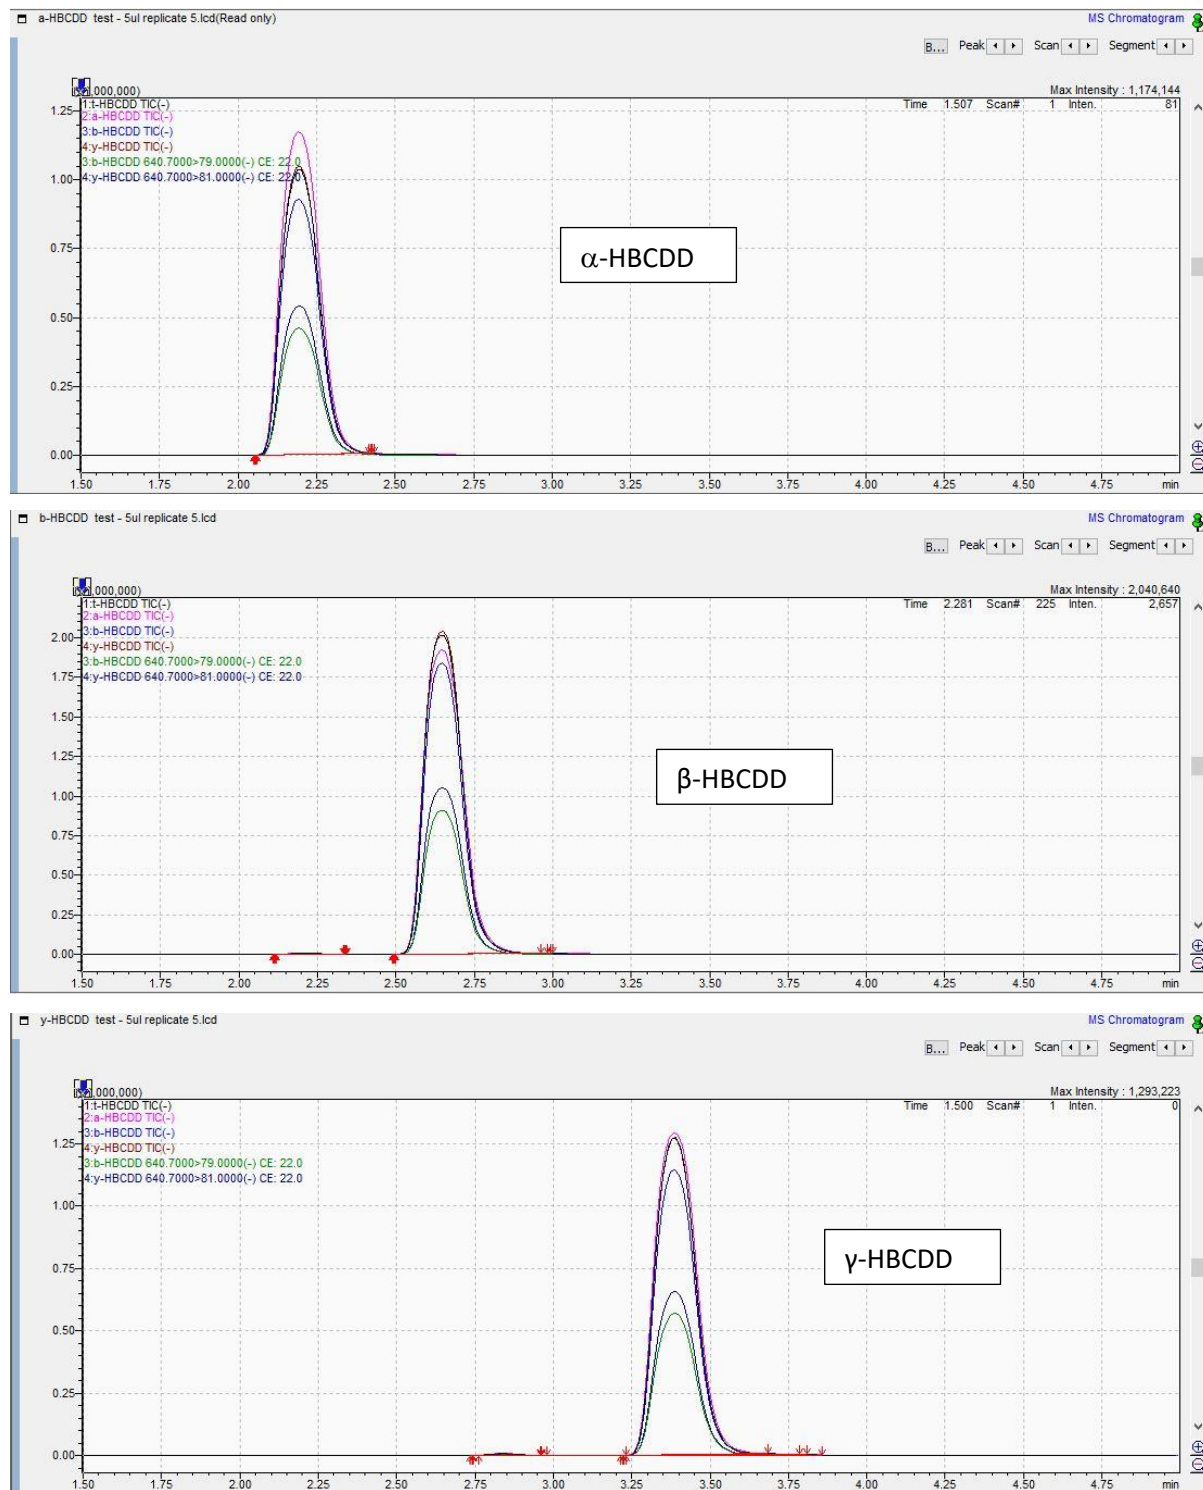 a-HBCDD test - 5ul replicate 5.lcd(Read only) MS Chromatogram
B... Peak Scan Segment
,000,000) Max Intensity : 1,174,144
1:t-HBCDD TIC(-) Time 1.507 Scan# 1 Inten. 81
2:a-HBCDD TIC(-)
3:b-HBCDD TIC(-)
4:y-HBCDD TIC(-)
3:b-HBCDD 640.7000>79.0000(-) CE: 22.0
4:y-HBCDD 640.7000>81.0000(-) CE: 22.0
1.25
1.00
0.75
0.50
0.25
0.00
α-HBCDD
1.50 1.75 2.00 2.25 2.50 2.75 3.00 3.25 3.50 3.75 4.00 4.25 4.50 4.75 min
b-HBCDD test - 5ul replicate 5.lcd MS Chromatogram
B... Peak Scan Segment
,000,000) Max Intensity : 2,040,640
1:t-HBCDD TIC(-) Time 2.281 Scan# 225 Inten. 2,657
2:a-HBCDD TIC(-)
3:b-HBCDD TIC(-)
4:y-HBCDD TIC(-)
3:b-HBCDD 640.7000>79.0000(-) CE: 22.0
4:y-HBCDD 640.7000>81.0000(-) CE: 22.0
2.00
1.75
1.50
1.25
1.00
0.75
0.50
0.25
0.00
β-HBCDD
1.50 1.75 2.00 2.25 2.50 2.75 3.00 3.25 3.50 3.75 4.00 4.25 4.50 4.75 min
y-HBCDD test - 5ul replicate 5.lcd MS Chromatogram
B... Peak Scan Segment
,000,000) Max Intensity : 1,293,223
1:t-HBCDD TIC(-) Time 1.500 Scan# 1 Inten. 0
2:a-HBCDD TIC(-)
3:b-HBCDD TIC(-)
4:y-HBCDD TIC(-)
3:b-HBCDD 640.7000>79.0000(-) CE: 22.0
4:y-HBCDD 640.7000>81.0000(-) CE: 22.0
1.25
1.00
0.75
0.50
0.25
0.00
γ-HBCDD
1.50 1.75 2.00 2.25 2.50 2.75 3.00 3.25 3.50 3.75 4.00 4.25 4.50 4.75 min